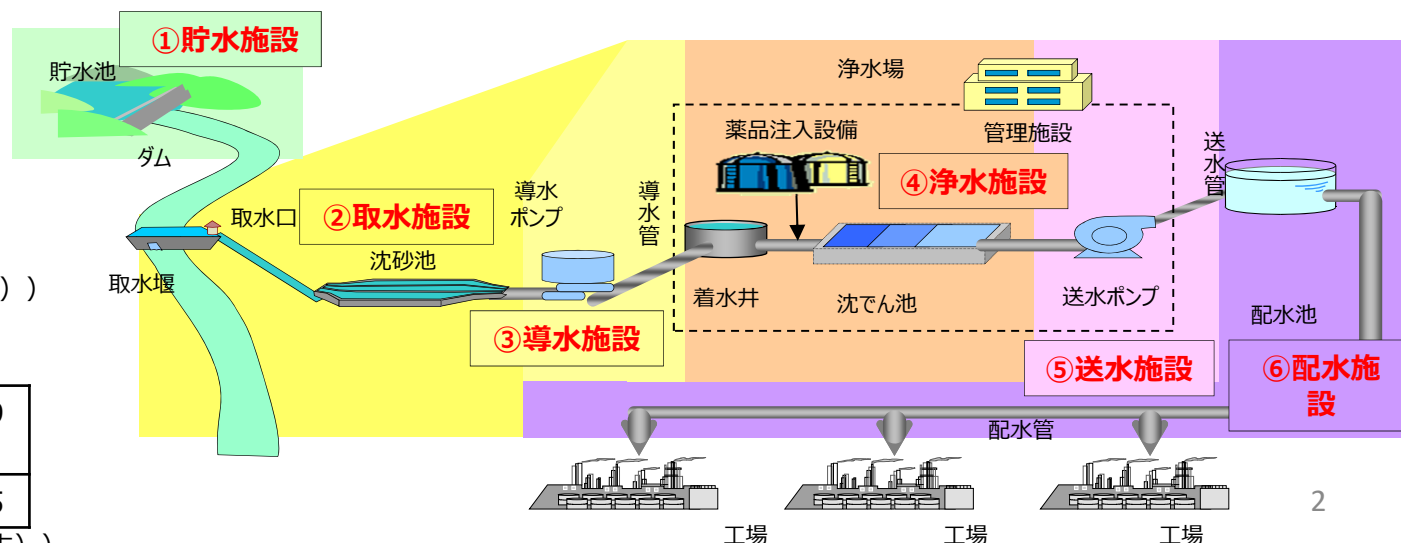 ①貯水施設
貯水池
ダム
取水口
取水堰
②取水施設
沈砂池
導水
ポンプ
導水管
③導水施設
浄水場
薬品注入設備
管理施設
④浄水施設
着水井
沈でん池
送水ポンプ
送水管
⑤送水施設
配水池
⑥配水施
設
配水管
工場
工場
工場
））
2